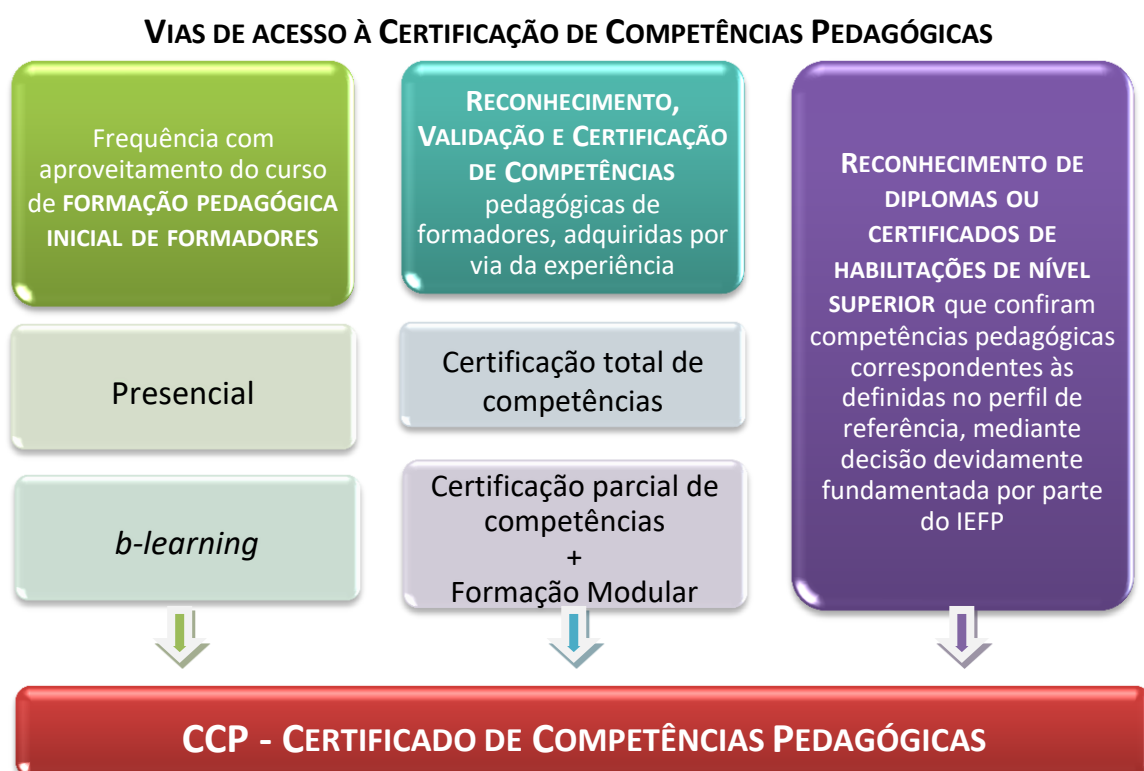 VIAS DE ACESSO À CERTIFICAÇÃO DE COMPETÊNCIAS PEDAGÓGICAS
Frequência com
aproveitamento do curso
de FORMAÇÃO PEDAGÓGICA
INICIAL DE FORMADORES
Presencial
b-learning
RECONHECIMENTO,
VALIDAÇÃO E CERTIFICAÇÃO
DE COMPETÊNCIAS
pedagógicas de
formadores, adquiridas por
via da experiência
Certificação total de
competências
Certificação parcial de
competências
+
Formação Modular
RECONHECIMENTO DE
DIPLOMAS OU
CERTIFICADOS DE
HABILITAÇÕES DE NÍVEL
SUPERIOR que confiram
competências pedagógicas
correspondentes às
definidas no perfil de
referência, mediante
decisão devidamente
fundamentada por parte
do IEFP
CCP - CERTIFICADO DE COMPETÊNCIAS PEDAGÓGICAS